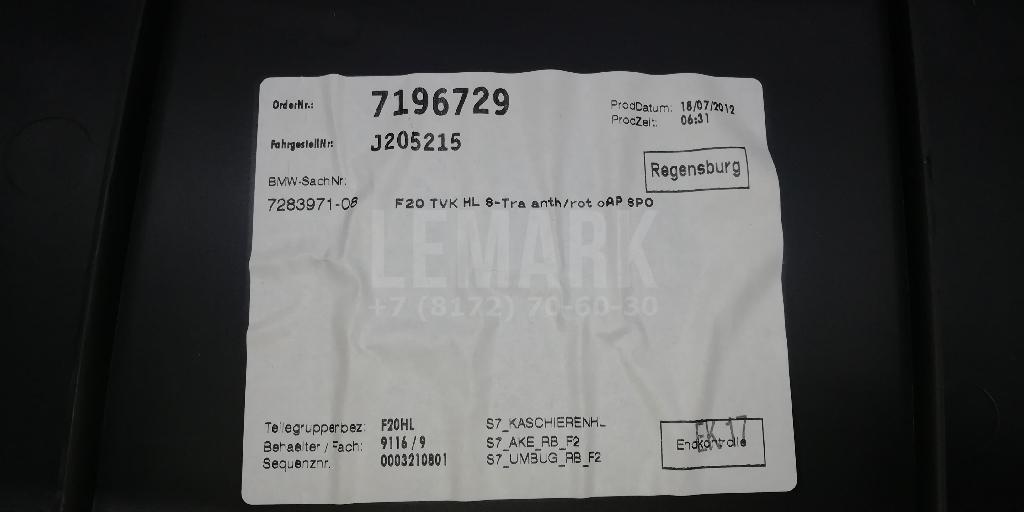 OrderNr.: 7196729 ProdDatum: 18/07/2012
ProdZeit: 06:31
FahrgestellNr: J205215
Regensburg
BMW-SachNr:
7283971-06 F20 TVK HL S-Tra anth/rot oAP SPO
LEMARK
+7 (8172) 70-60-30
Teilegruppenbez: F20HL S7_KASCHIERENHL
Behaelter / Fach: 9116 / 9 S7_AKE_RB_F2
Sequenznr. 0003210801 S7_UMBUG_RB_F2
EK 17
Endkontrolle